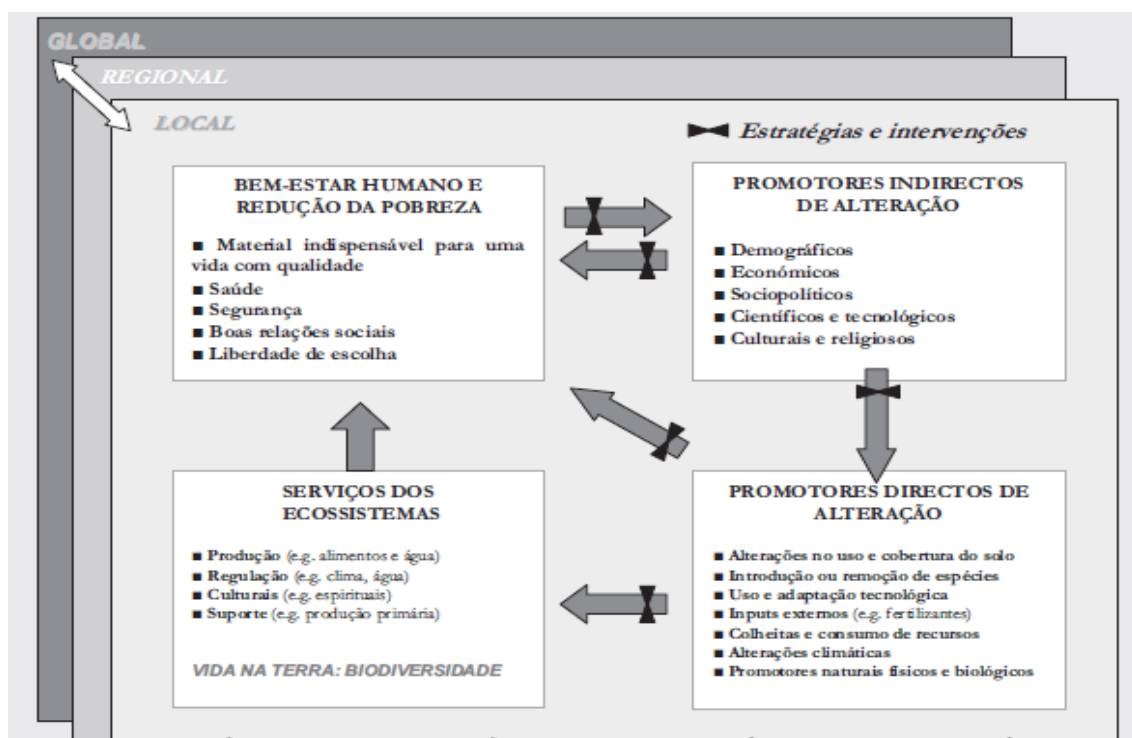 GLOBAL
REGIONAL
LOCAL
Estratégias e intervenções
BEM-ESTAR HUMANO E
REDUÇÃO DA POBREZA
■ Material indispensável para uma
vida com qualidade
■ Saúde
■ Segurança
■ Boas relações sociais
■ Liberdade de escolha
PROMOTORES INDIRECTOS
DE ALTERAÇÃO
■ Demográficos
■ Económicos
■ Sociopolíticos
■ Científicos e tecnológicos
■ Culturais e religiosos
SERVIÇOS DOS
ECOSSISTEMAS
■ Produção (e.g. alimentos e água)
■ Regulação (e.g. clima, água)
■ Culturais (e.g. espirituais)
■ Suporte (e.g. produção primária)
VIDA NA TERRA: BIODIVERSIDADE
PROMOTORES DIRECTOS DE
ALTERAÇÃO
■ Alterações no uso e cobertura do solo
■ Introdução ou remoção de espécies
■ Uso e adaptação tecnológica
■ Inputs externos (e.g. fertilizantes)
■ Colheitas e consumo de recursos
■ Alterações climáticas
■ Promotores naturais físicos e biológicos